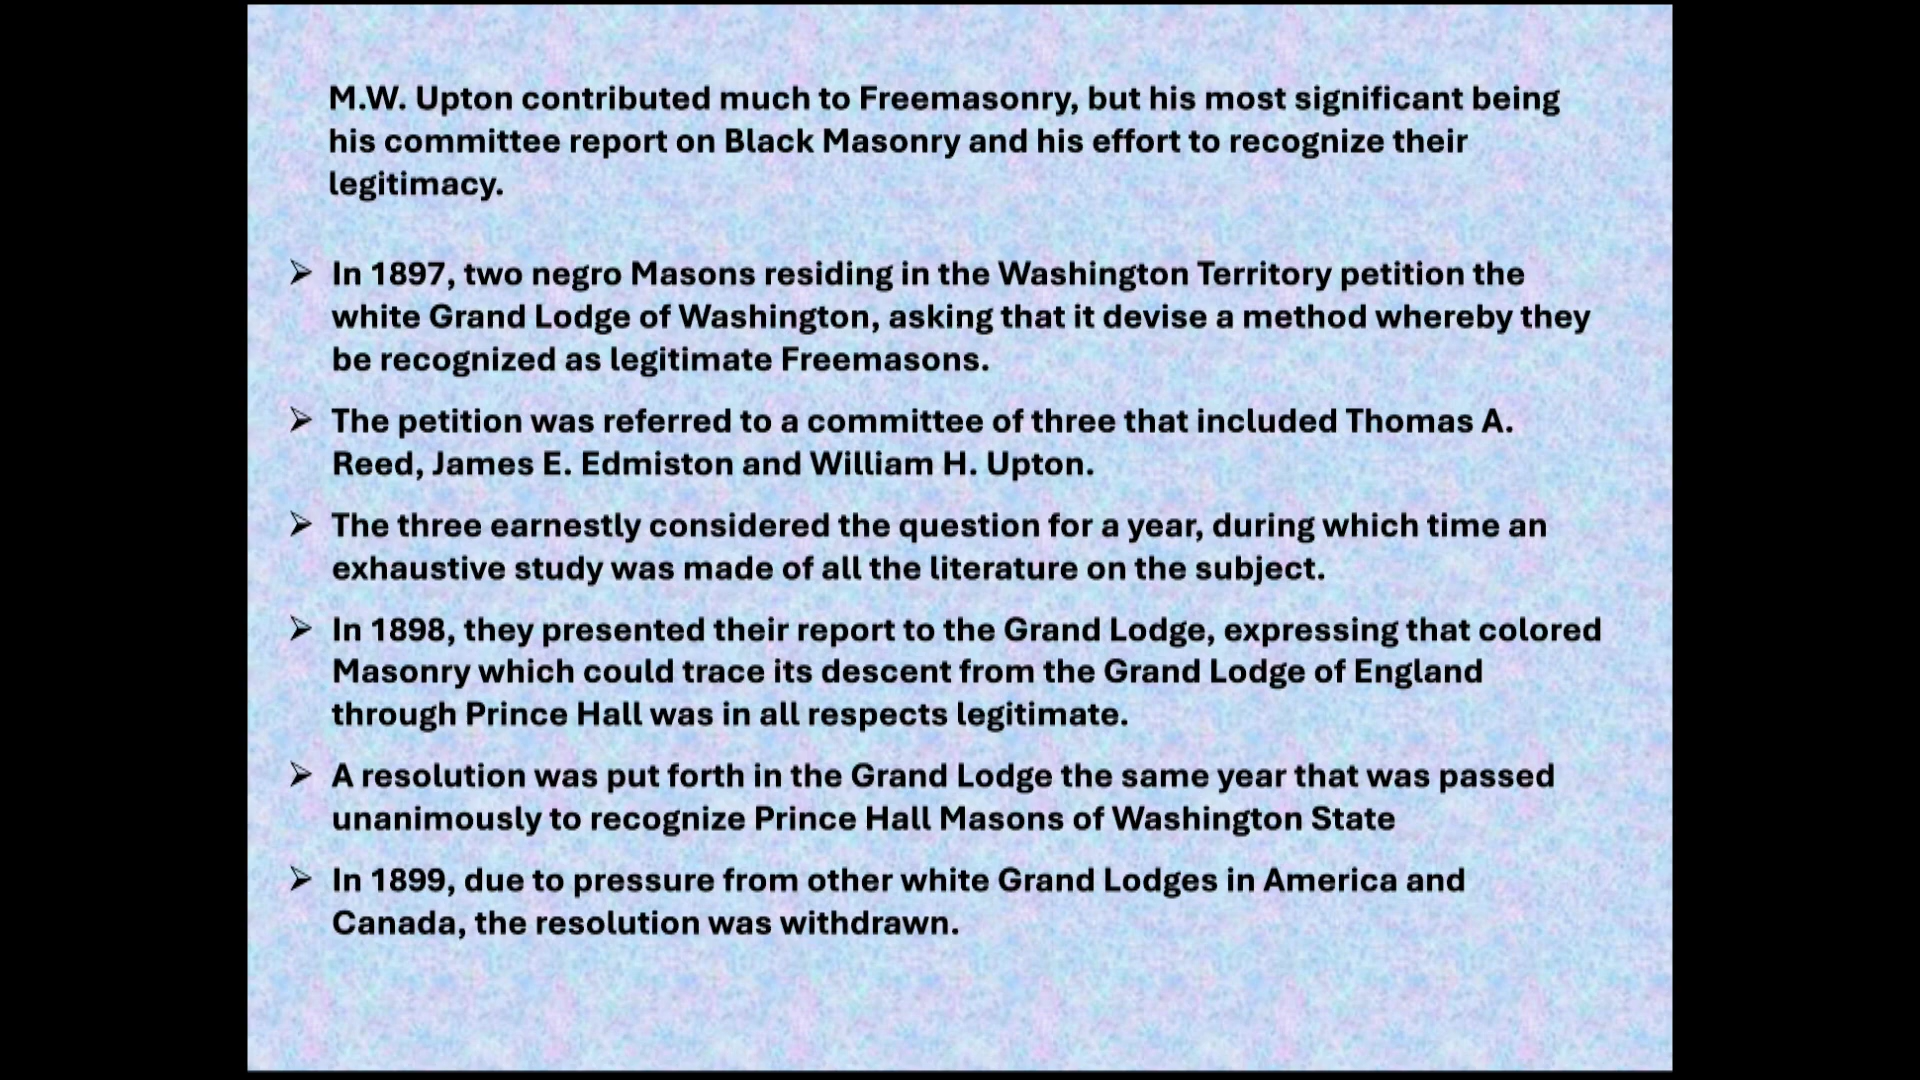 M.W. Upton contributed much to Freemasonry, but his most significant being
his committee report on Black Masonry and his effort to recognize their
legitimacy.
In 1897, two negro Masons residing in the Washington Territory petition the
white Grand Lodge of Washington, asking that it devise a method whereby they
be recognized as legitimate Freemasons.
The petition was referred to a committee of three that included Thomas A.
Reed, James E. Edmiston and William H. Upton.
The three earnestly considered the question for a year, during which time an
exhaustive study was made of all the literature on the subject.
In 1898, they presented their report to the Grand Lodge, expressing that colored
Masonry which could trace its descent from the Grand Lodge of England
through Prince Hall was in all respects legitimate.
A resolution was put forth in the Grand Lodge the same year that was passed
unanimously to recognize Prince Hall Masons of Washington State
In 1899, due to pressure from other white Grand Lodges in America and
Canada, the resolution was withdrawn.